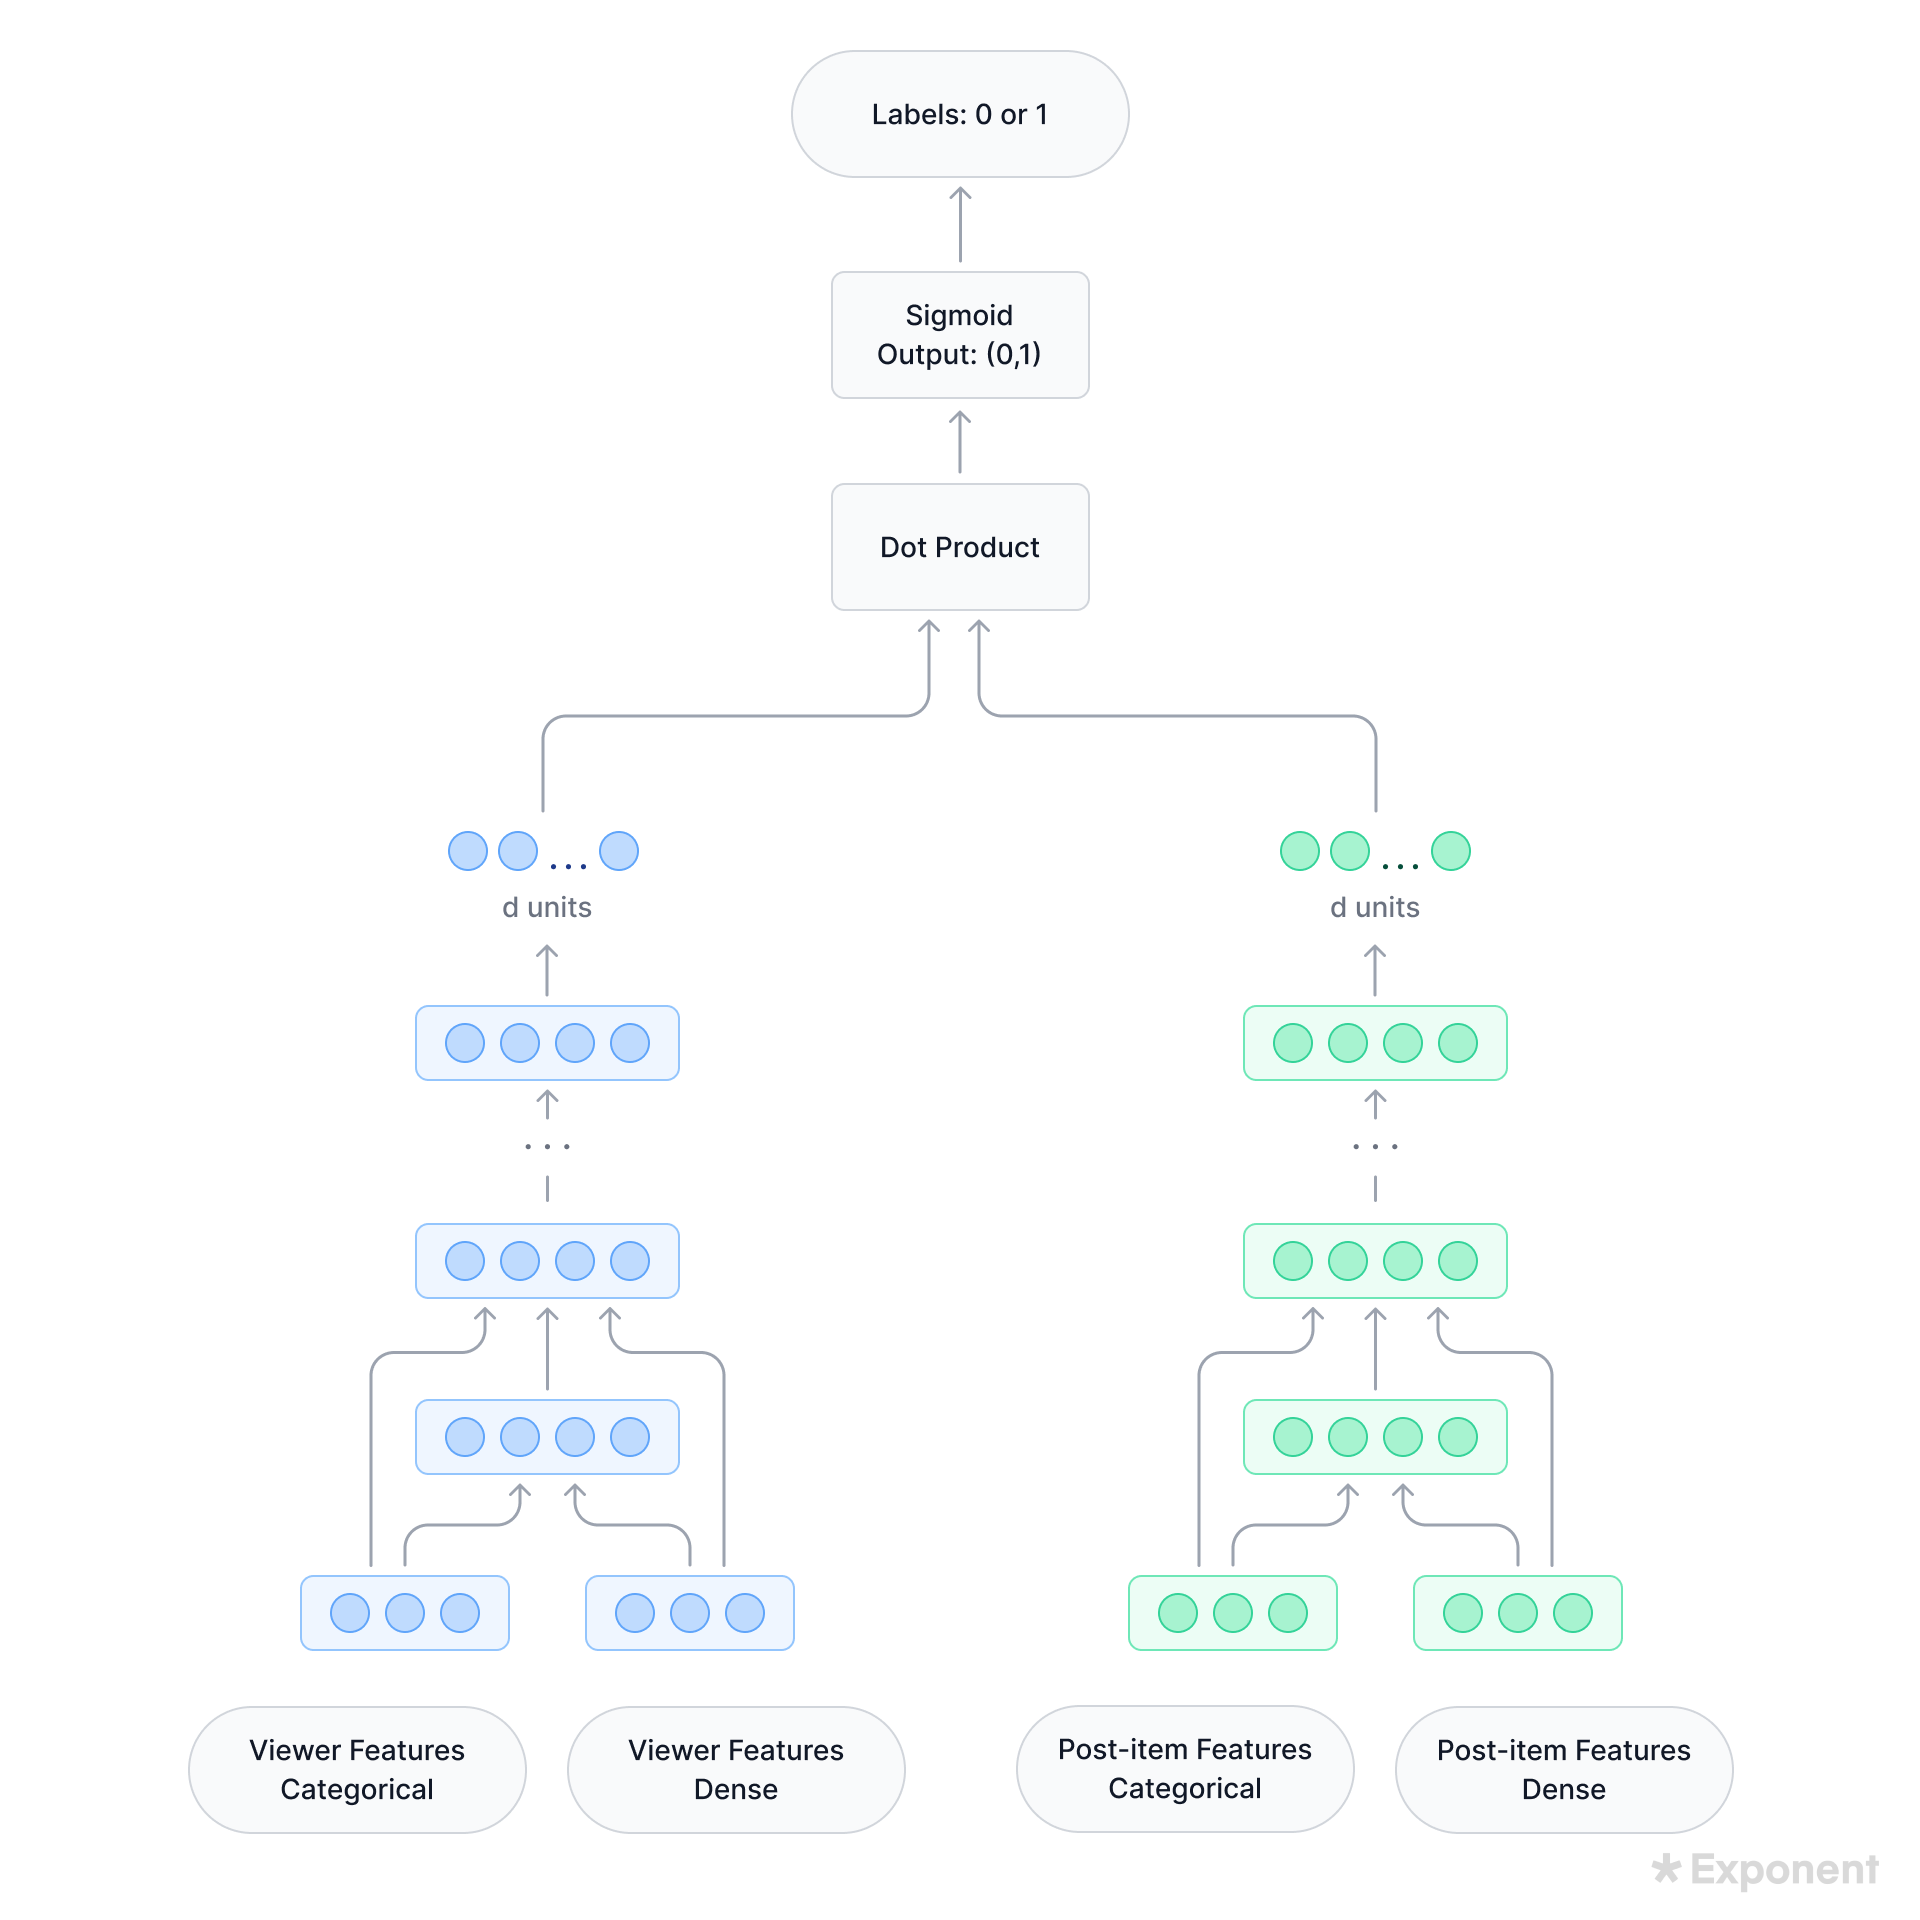 Labels: 0 or 1
Sigmoid
Output: (0,1)
Dot Product
...
...
d units
d units
...
...
Viewer Features
Categorical
Viewer Features
Dense
Post-item Features
Categorical
Post-item Features
Dense
Exponent